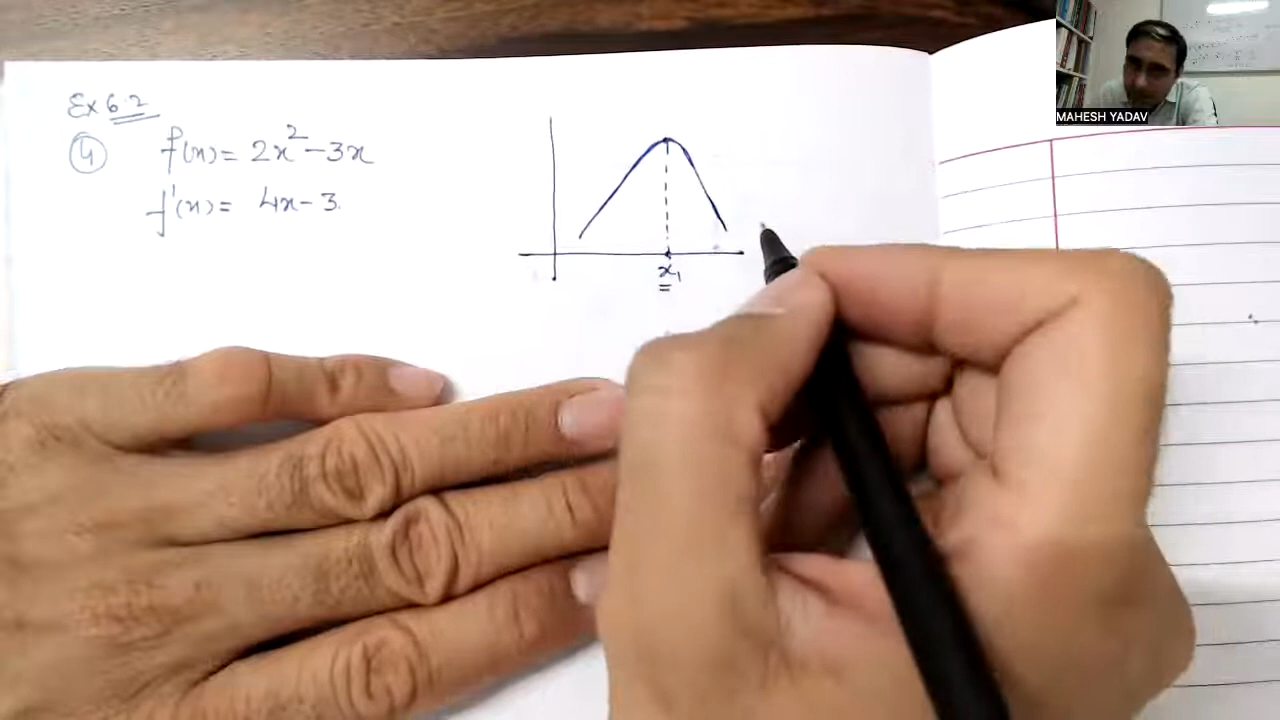 Ex 6.2
4 f(x) = 2x² - 3x
f'(x) = 4x - 3.
x₁
MAHESH YADAV